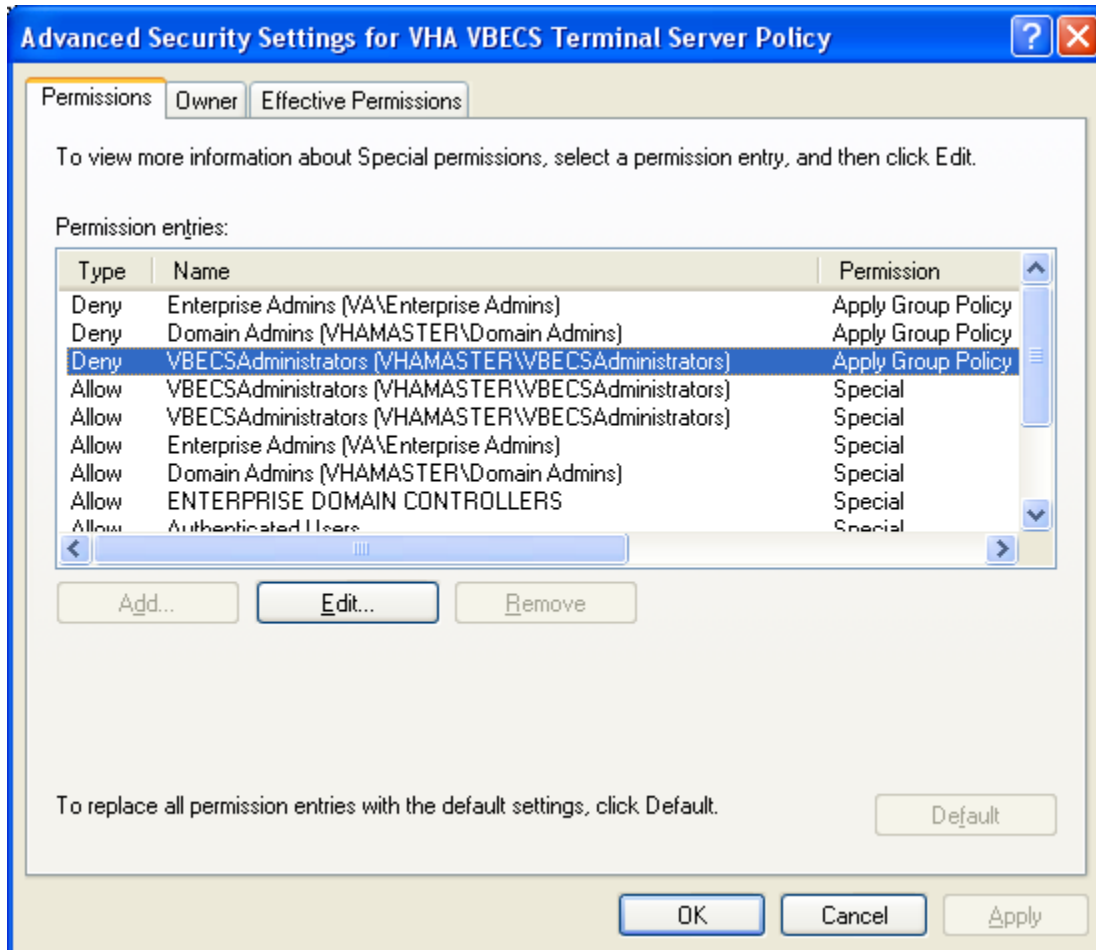 Advanced Security Settings for VHA VBECS Terminal Server Policy
Permissions Owner Effective Permissions
To view more information about Special permissions, select a permission entry, and then click Edit.
Permission entries:
Type Name Permission
Deny Enterprise Admins (VA\Enterprise Admins) Apply Group Policy
Deny Domain Admins (VHAMASTER\Domain Admins) Apply Group Policy
Deny VBECSAdministrators (VHAMASTER\VBECSAdministrators) Apply Group Policy
Allow VBECSAdministrators (VHAMASTER\VBECSAdministrators) Special
Allow VBECSAdministrators (VHAMASTER\VBECSAdministrators) Special
Allow Enterprise Admins (VA\Enterprise Admins) Special
Allow Domain Admins (VHAMASTER\Domain Admins) Special
Allow ENTERPRISE DOMAIN CONTROLLERS Special
Allow Authenticated Users Special
Add... Edit... Remove
To replace all permission entries with the default settings, click Default.
Default
OK Cancel Apply